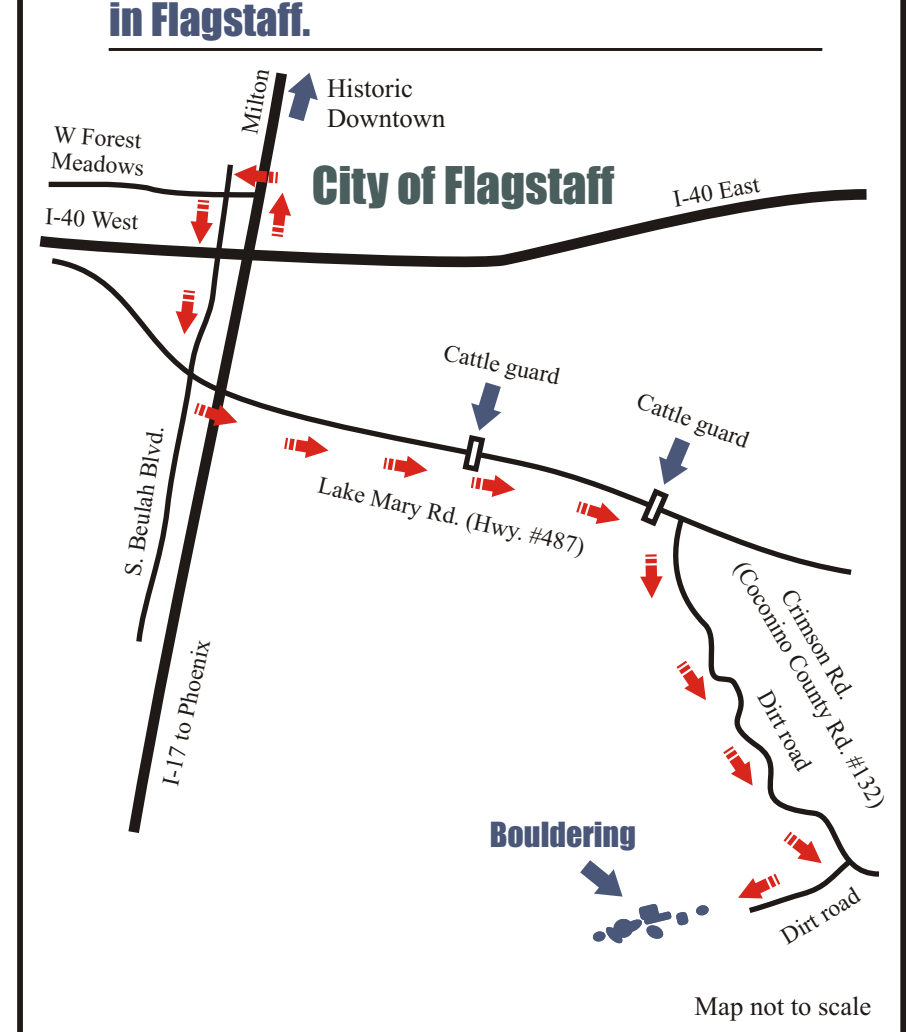 in Flagstaff.
Milton
Historic
Downtown
W Forest
Meadows
City of Flagstaff
I-40 East
I-40 West
Cattle guard
Cattle guard
Lake Mary Rd. (Hwy. #487)
S. Beulah Blvd.
Crimson Rd.
(Coconino County Rd. #132)
Dirt road
I-17 to Phoenix
Bouldering
Dirt road
Map not to scale